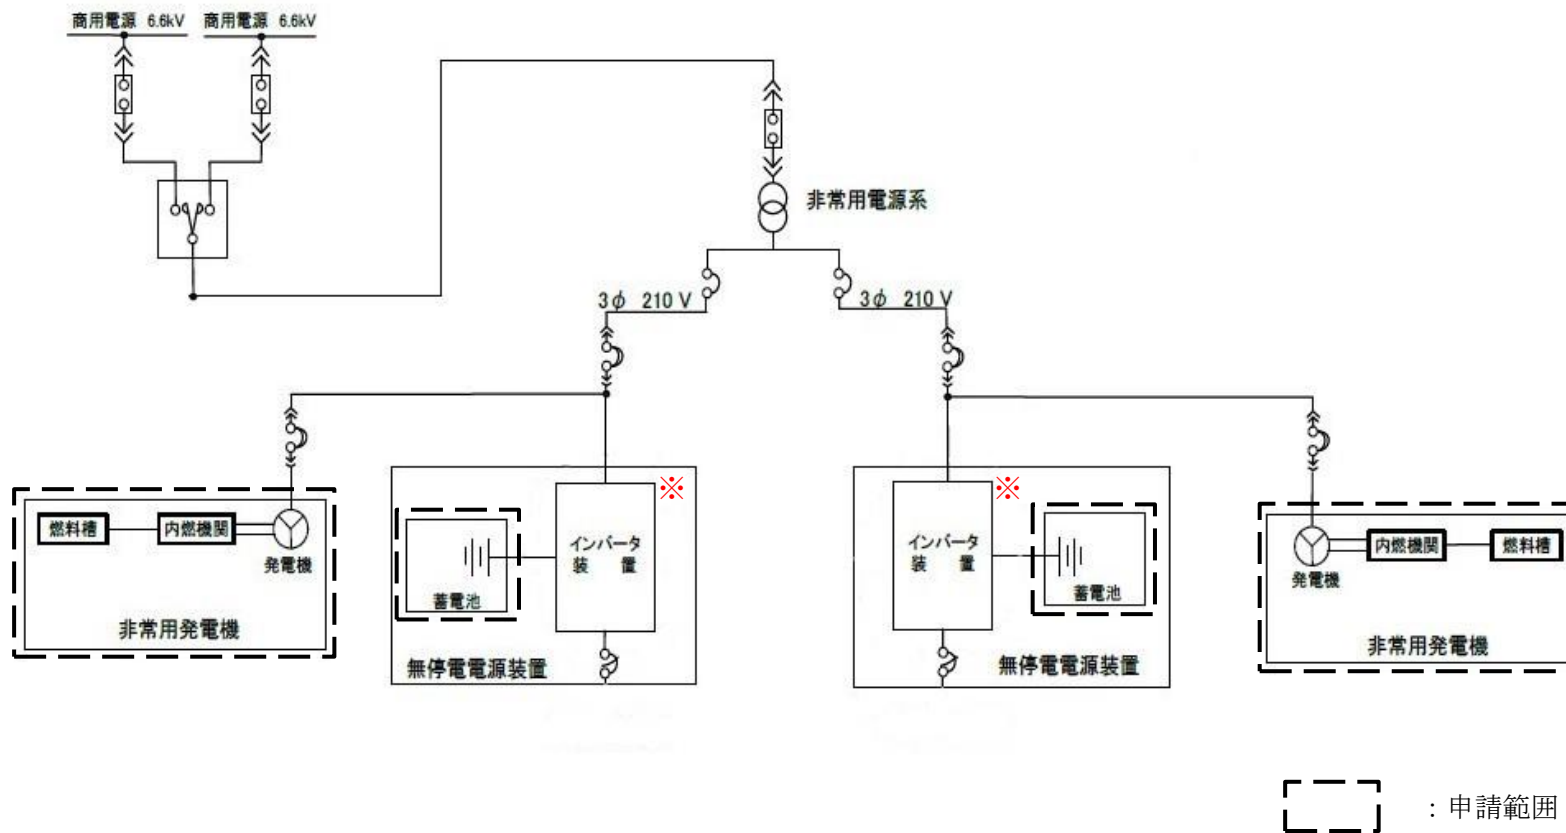 商用電源 6.6kV 商用電源 6.6kV
非常用電源系
3φ 210 V
3φ 210 V
燃料槽
内燃機関
発電機
非常用発電機
※
インバータ
装 置
蓄電池
無停電電源装置
※
インバータ
装 置
蓄電池
無停電電源装置
発電機
内燃機関
燃料槽
非常用発電機
：申請範囲